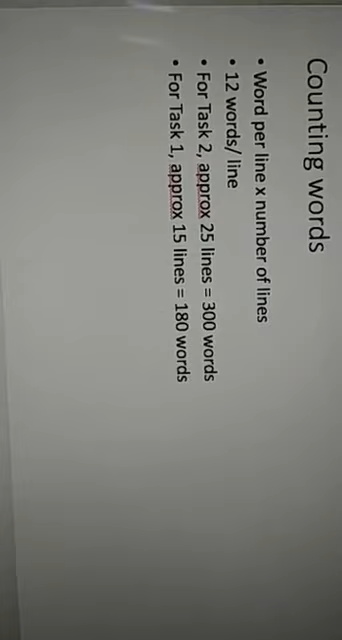 Counting words
• Word per line x number of lines
• 12 words/ line
• For Task 2, approx 25 lines = 300 words
• For Task 1, approx 15 lines = 180 words